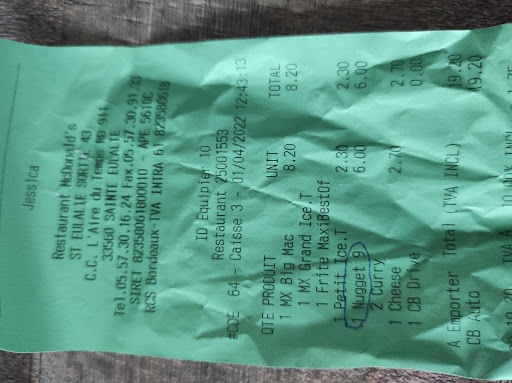 Jessica
Restaurant McDonald's
ST EULALIE SORTIE 43
C.C. L'Aire du Temps RD 911
33560 SAINTE EULALIE
Tel.05.57.30.16.24 Fax.05.57.30.91.33
SIRET 82358061800010 - APE 5610C
RCS Bordeaux-TVA INTRA 61 823580618
ID Equipier 10
Restaurant 25001553
#CDE 64 - Caisse 3 - 01/04/2022 12:43:13
QTE PRODUIT UNIT TOTAL
1 MX Big Mac 8.20 8.20
1 MX Grand Ice.T
1 Frite MaxiBestOf
1 Petit Ice.T 2.30 2.30
1 Nugget 9 6.00 6.00
2 Curry
1 Cheese 2.70 2.70
1 CB Drive 0.00
A Emporter Total (TVA INCL) 19.20
CB Auto 19.20